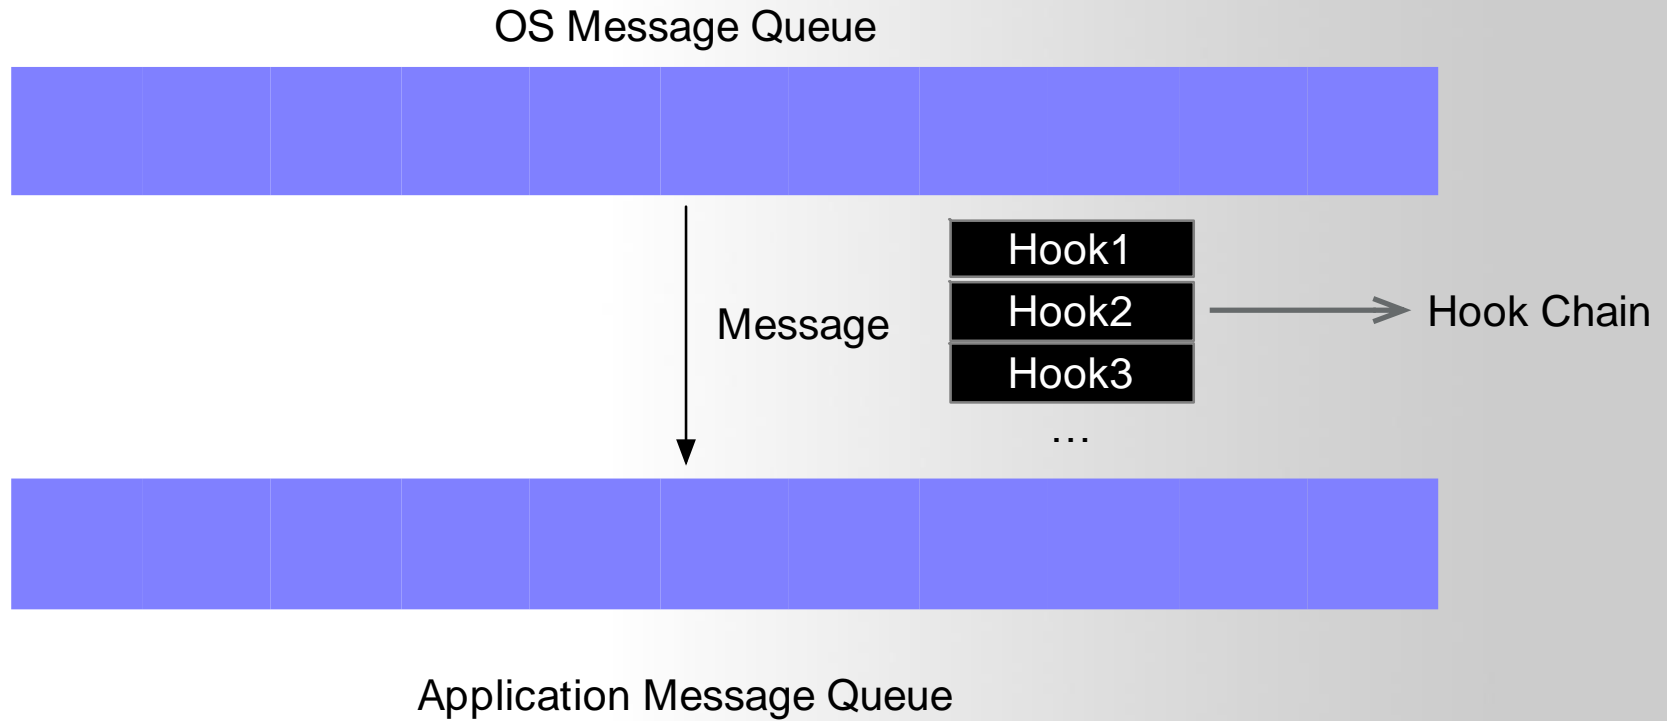 OS Message Queue
Hook1
Message
Hook2
Hook Chain
Hook3
...
Application Message Queue